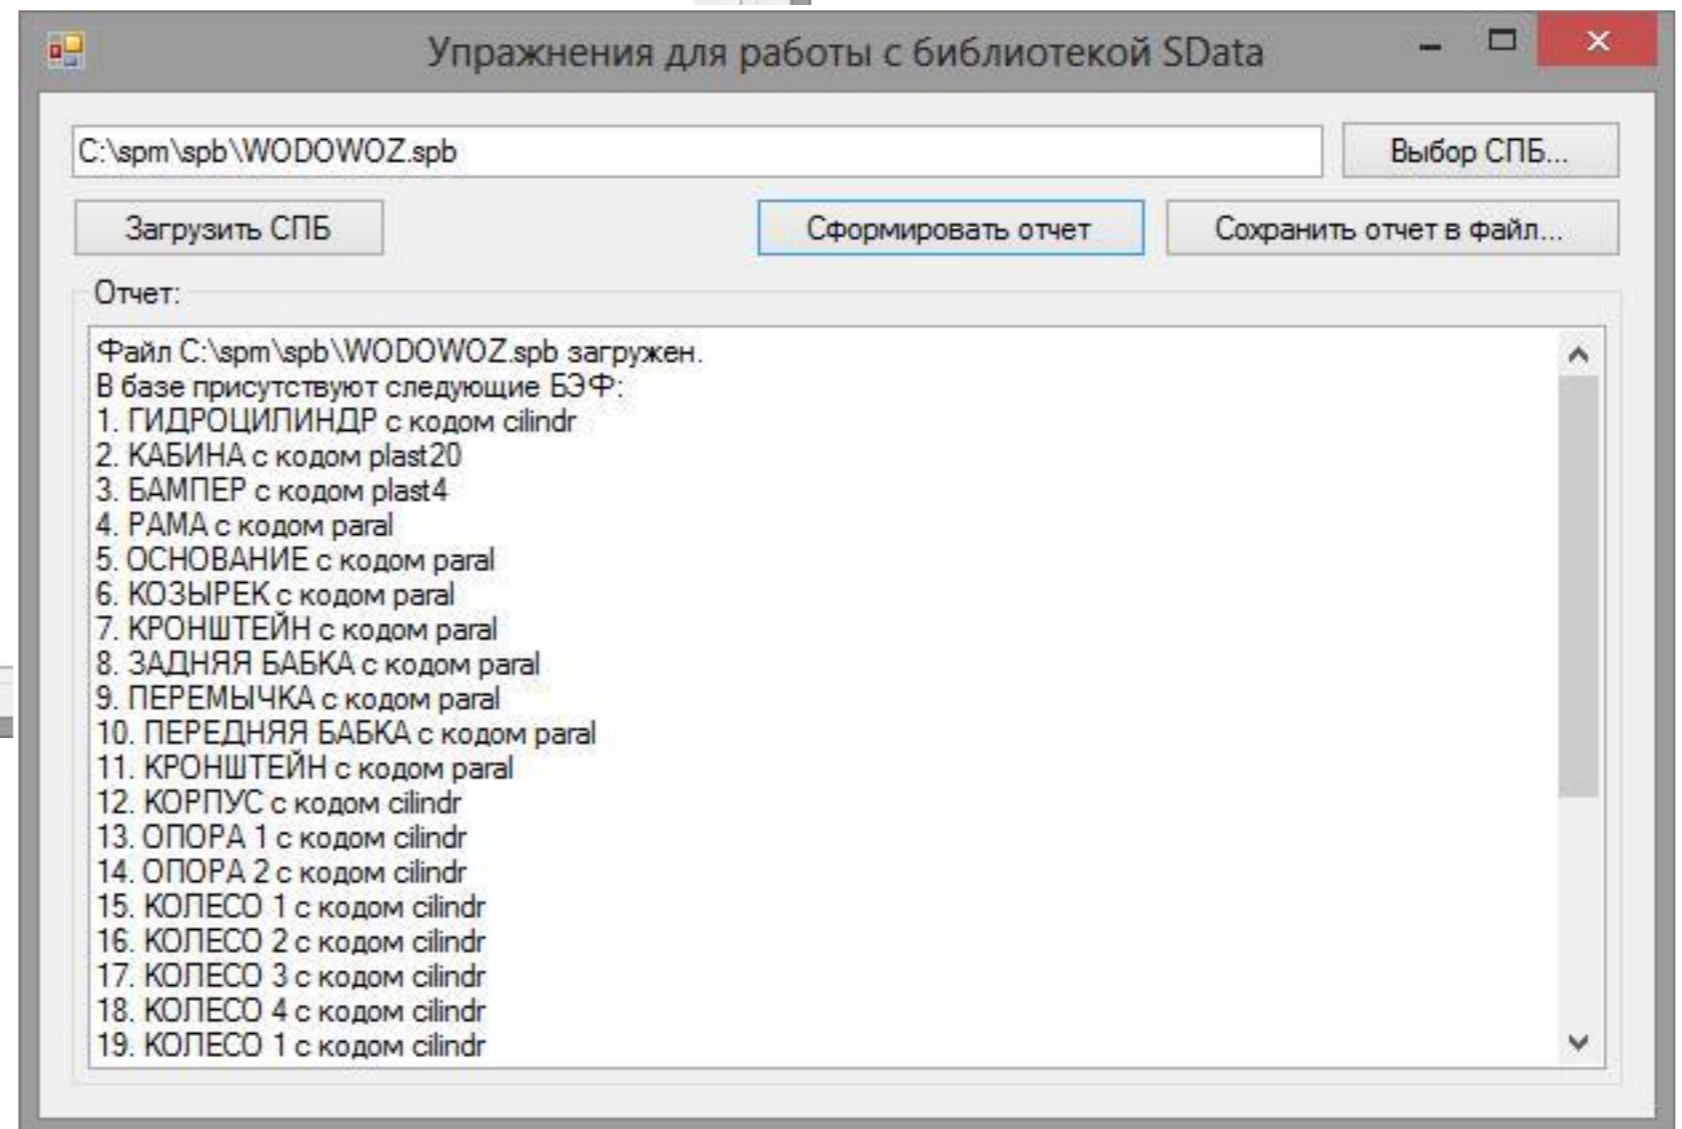 Упражнения для работы с библиотекой SData
C:\spm\spb\WODOWOZ.spb
Выбор СПБ...
Загрузить СПБ
Сформировать отчет
Сохранить отчет в файл...
Отчет:
Файл C:\spm\spb\WODOWOZ.spb загружен.
В базе присутствуют следующие БЭФ:
1. ГИДРОЦИЛИНДР с кодом cilindr
2. КАБИНА с кодом plast20
3. БАМПЕР с кодом plast4
4. РАМА с кодом paral
5. ОСНОВАНИЕ с кодом paral
6. КОЗЫРЕК с кодом paral
7. КРОНШТЕЙН с кодом paral
8. ЗАДНЯЯ БАБКА с кодом paral
9. ПЕРЕМЫЧКА с кодом paral
10. ПЕРЕДНЯЯ БАБКА с кодом paral
11. КРОНШТЕЙН с кодом paral
12. КОРПУС с кодом cilindr
13. ОПОРА 1 с кодом cilindr
14. ОПОРА 2 с кодом cilindr
15. КОЛЕСО 1 с кодом cilindr
16. КОЛЕСО 2 с кодом cilindr
17. КОЛЕСО 3 с кодом cilindr
18. КОЛЕСО 4 с кодом cilindr
19. КОЛЕСО 1 с кодом cilindr